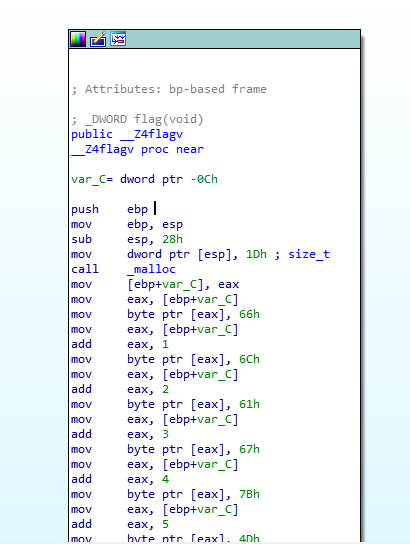 ; Attributes: bp-based frame
; _DWORD flag(void)
public __Z4flagv
__Z4flagv proc near
var_C= dword ptr -0Ch
push ebp
mov ebp, esp
sub esp, 28h
mov dword ptr [esp], 1Dh ; size_t
call _malloc
mov [ebp+var_C], eax
mov eax, [ebp+var_C]
mov byte ptr [eax], 66h
mov eax, [ebp+var_C]
add eax, 1
mov byte ptr [eax], 6Ch
mov eax, [ebp+var_C]
add eax, 2
mov byte ptr [eax], 61h
mov eax, [ebp+var_C]
add eax, 3
mov byte ptr [eax], 67h
mov eax, [ebp+var_C]
add eax, 4
mov byte ptr [eax], 7Bh
mov eax, [ebp+var_C]
add eax, 5
mov byte ptr [eax], 4Dh